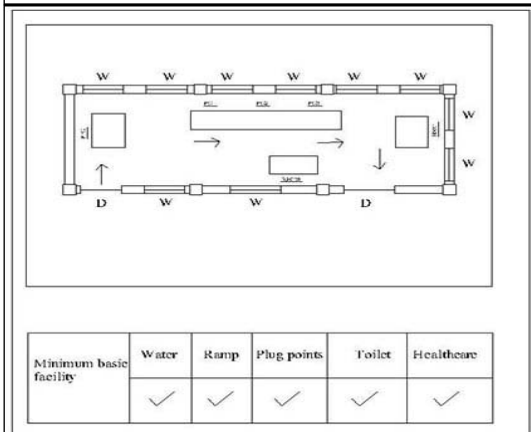 W W W W W W
W
W
D W W D
Minimum basic facility Water Ramp Plug points Toilet Healthcare